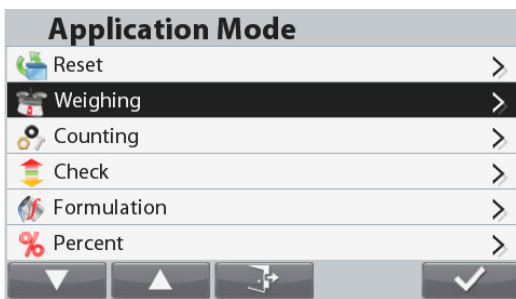 Application Mode
Reset
Weighing
Counting
Check
Formulation
Percent